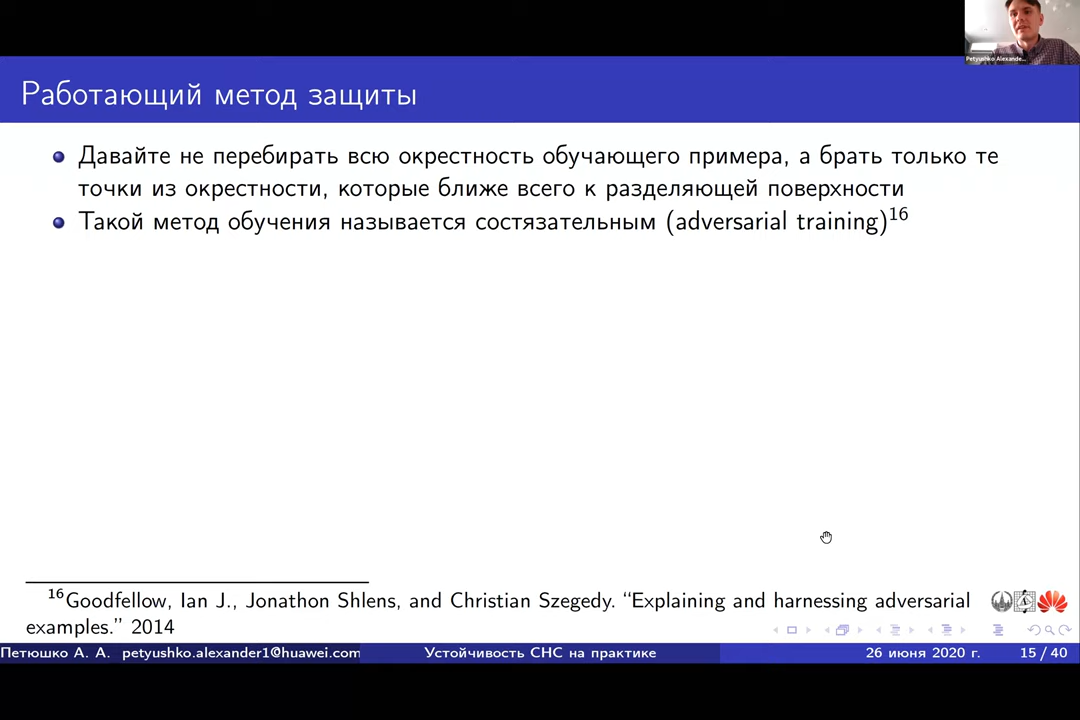 Petyushko Alexande...
Работающий метод защиты
Давайте не перебирать всю окрестность обучающего примера, а брать только те
точки из окрестности, которые ближе всего к разделяющей поверхности
Такой метод обучения называется состязательным (adversarial training)16
16Goodfellow, Ian J., Jonathon Shlens, and Christian Szegedy. “Explaining and harnessing adversarial
examples.” 2014
Петюшко А. А. petyushko.alexander1@huawei.com Устойчивость СНС на практике 26 июня 2020 г. 15 / 40